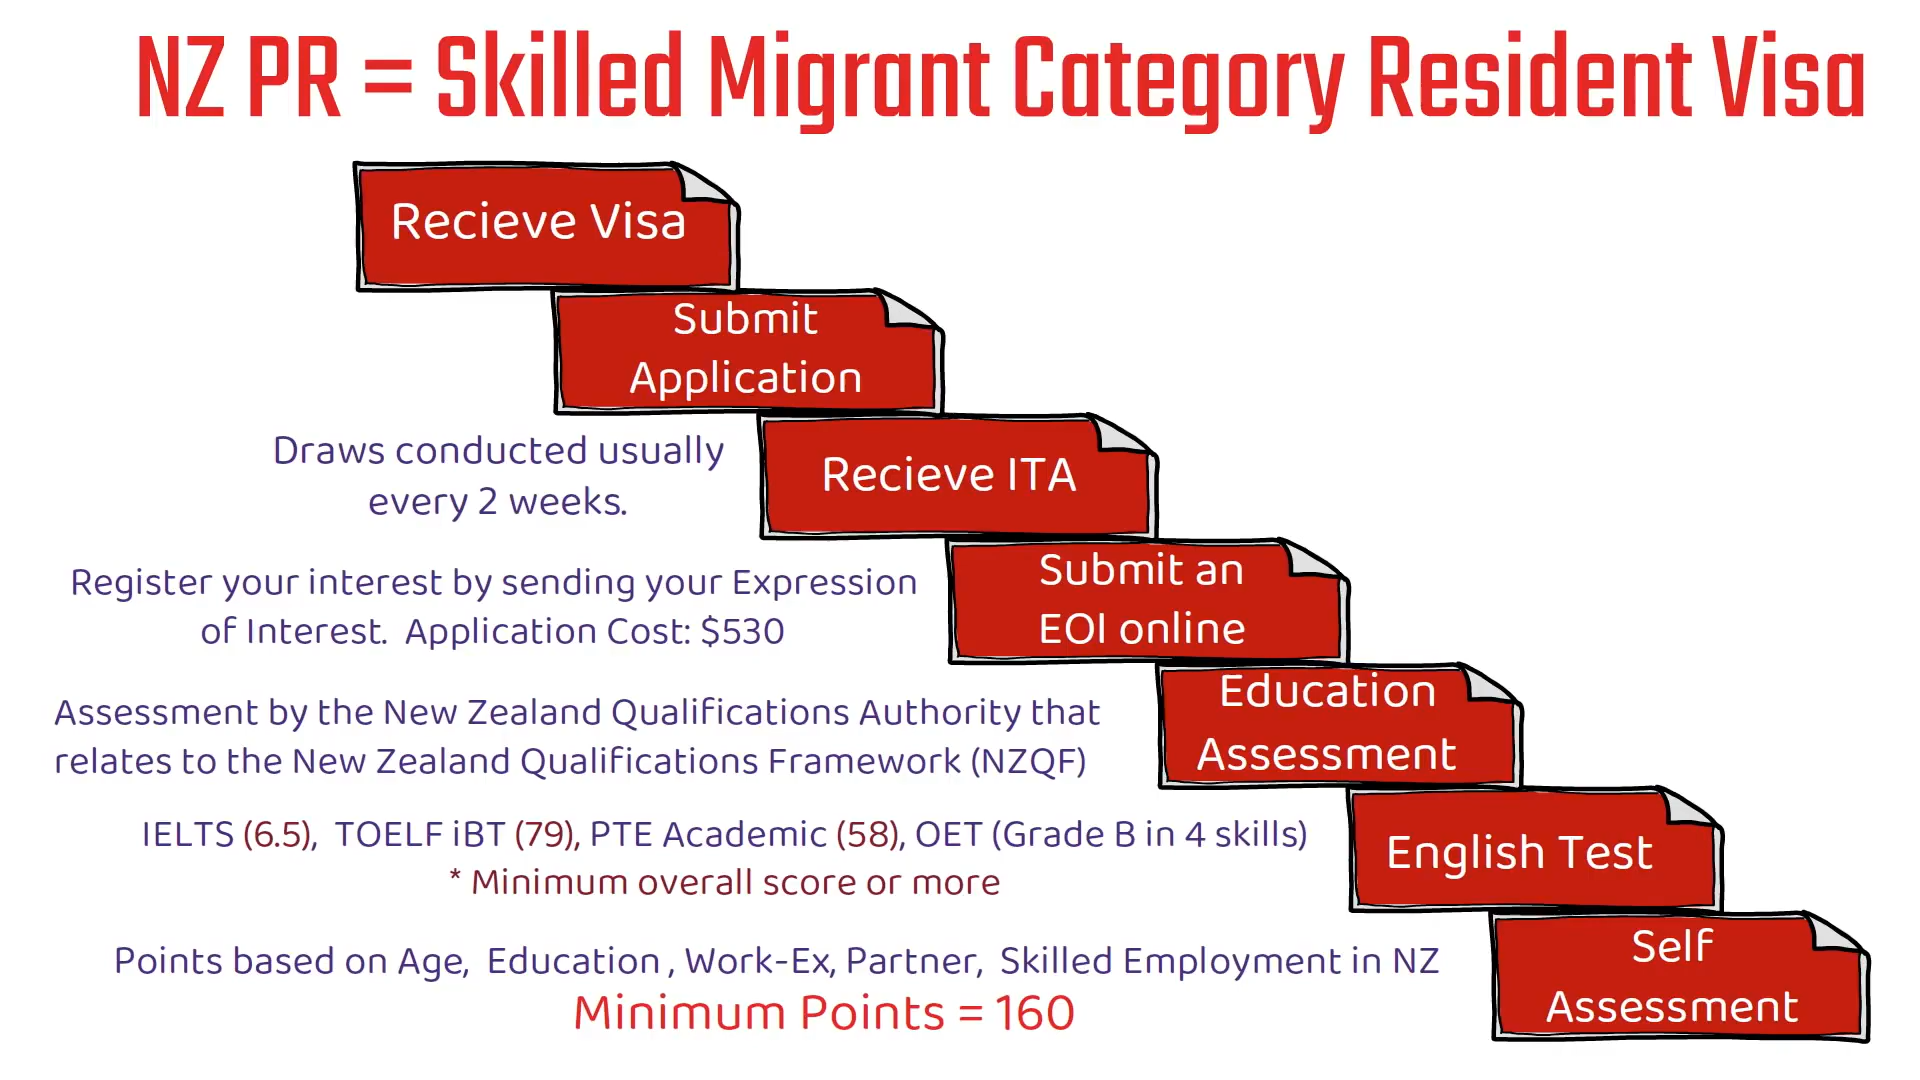 NZ PR = Skilled Migrant Category Resident Visa
Recieve Visa
Submit
Application
Draws conducted usually
every 2 weeks.
Recieve ITA
Register your interest by sending your Expression
of Interest. Application Cost: $530
Submit an
EOI online
Assessment by the New Zealand Qualifications Authority that
relates to the New Zealand Qualifications Framework (NZQF)
Education
Assessment
IELTS (6.5), TOELF iBT (79), PTE Academic (58), OET (Grade B in 4 skills)
* Minimum overall score or more
English Test
Points based on Age, Education , Work-Ex, Partner, Skilled Employment in NZ
Minimum Points = 160
Self
Assessment